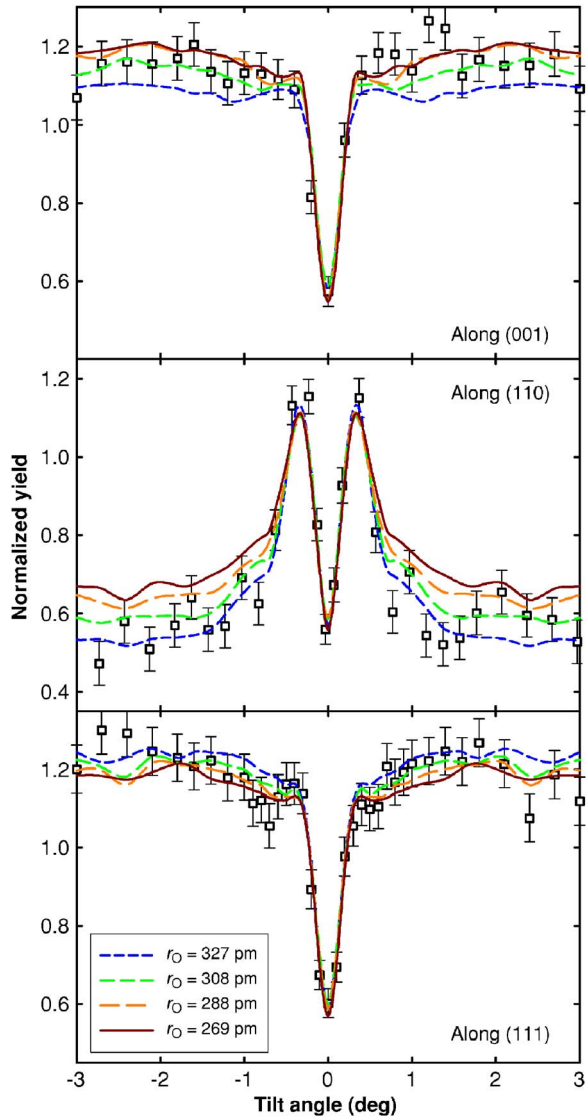 1.2
1.0
0.8
0.6
Along (001)
Along (11̅0)
1.2
1.0
0.8
0.6
0.4
Normalized yield
1.2
1.0
0.8
0.6
r_O = 327 pm
r_O = 308 pm
r_O = 288 pm
r_O = 269 pm
Along (111)
-3 -2 -1 0 1 2 3
Tilt angle (deg)